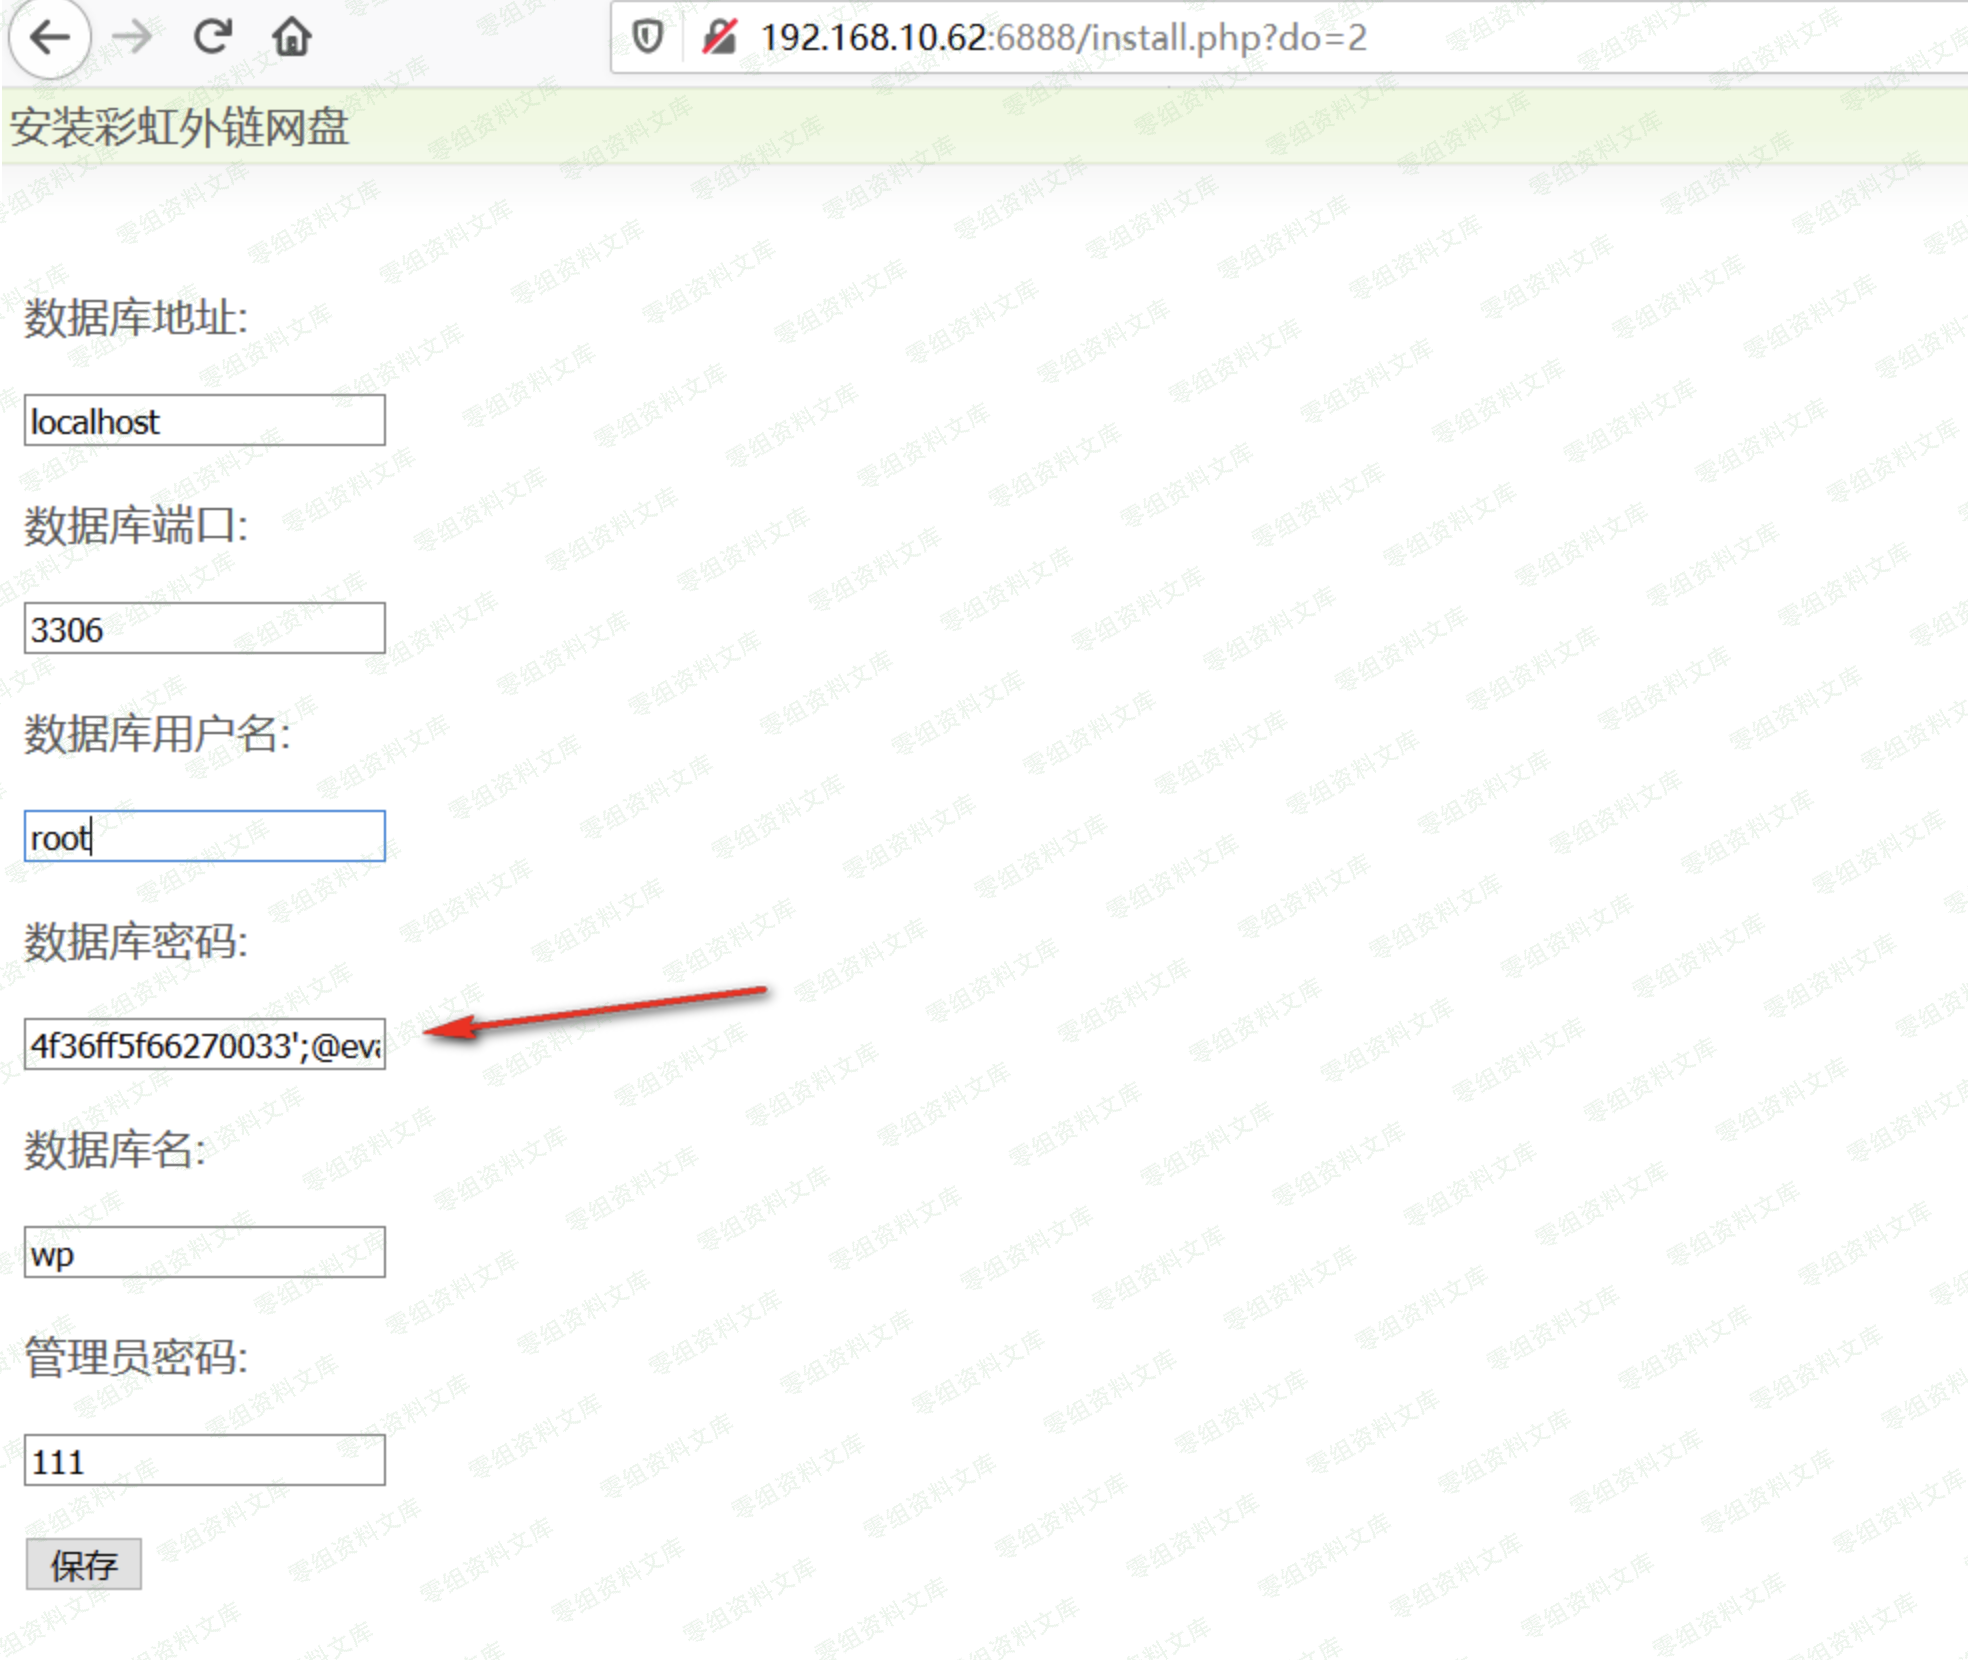 192.168.10.62:6888/install.php?do=2
安装彩虹外链网盘
数据库地址:
localhost
数据库端口:
3306
数据库用户名:
root
数据库密码:
4f36ff5f66270033';@eva
数据库名:
wp
管理员密码:
111
保存
零组资料文库